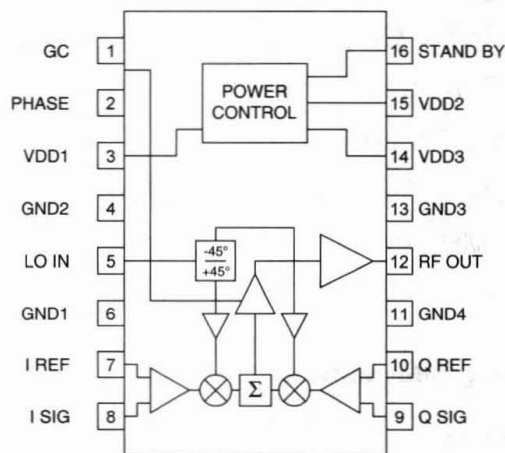 GC 1
16 STAND BY
POWER
CONTROL
PHASE 2
15 VDD2
VDD1 3
14 VDD3
GND2 4
13 GND3
LO IN 5
-45°
+45°
12 RF OUT
GND1 6
11 GND4
I REF 7
10 Q REF
Σ
I SIG 8
9 Q SIG